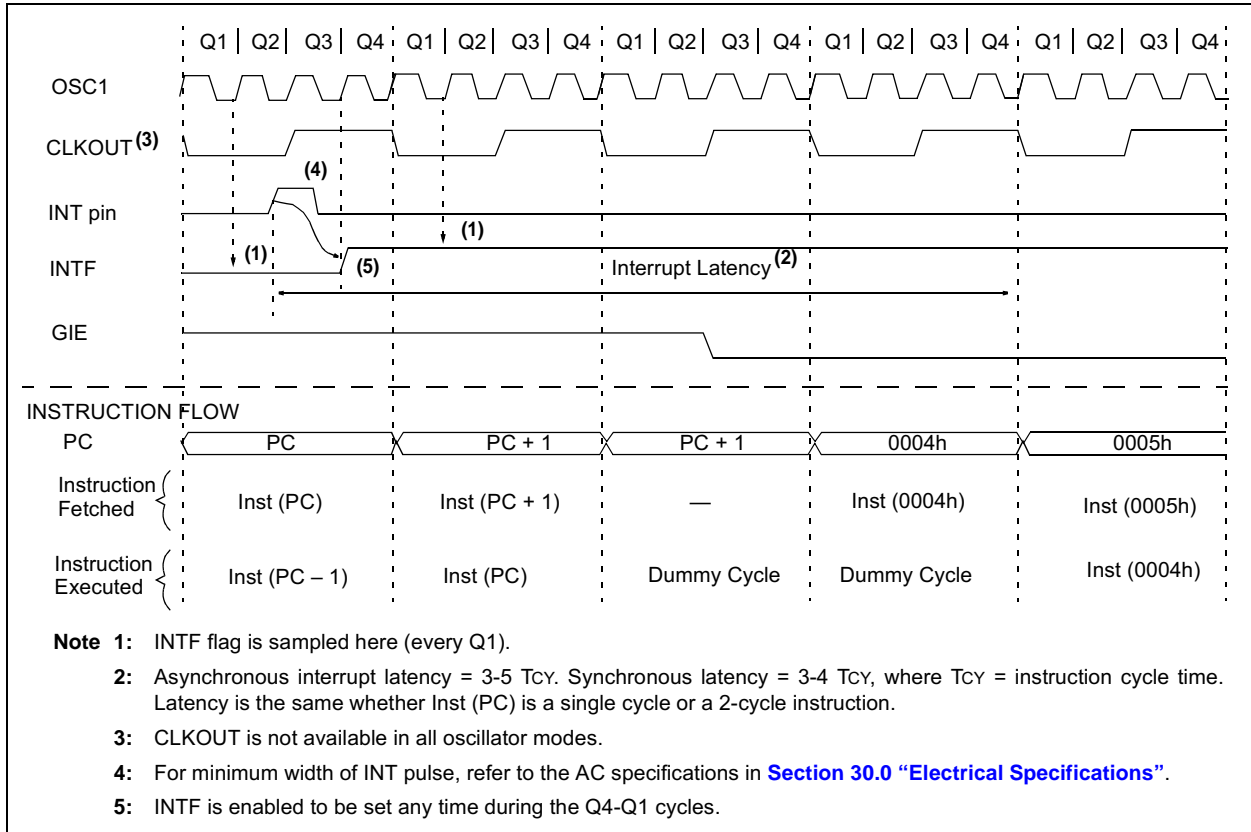 Q1 Q2 Q3 Q4 Q1 Q2 Q3 Q4 Q1 Q2 Q3 Q4 Q1 Q2 Q3 Q4 Q1 Q2 Q3 Q4
OSC1
CLKOUT (3)
(4)
INT pin
(1) (1)
INTF (5) Interrupt Latency (2)
GIE
INSTRUCTION FLOW
PC PC PC + 1 PC + 1 0004h 0005h
Instruction
Fetched Inst (PC) Inst (PC + 1) — Inst (0004h) Inst (0005h)
Instruction
Executed Inst (PC – 1) Inst (PC) Dummy Cycle Dummy Cycle Inst (0004h)
Note 1: INTF flag is sampled here (every Q1).
2: Asynchronous interrupt latency = 3-5 TCY. Synchronous latency = 3-4 TCY, where TCY = instruction cycle time.
Latency is the same whether Inst (PC) is a single cycle or a 2-cycle instruction.
3: CLKOUT is not available in all oscillator modes.
4: For minimum width of INT pulse, refer to the AC specifications in Section 30.0 “Electrical Specifications”.
5: INTF is enabled to be set any time during the Q4-Q1 cycles.